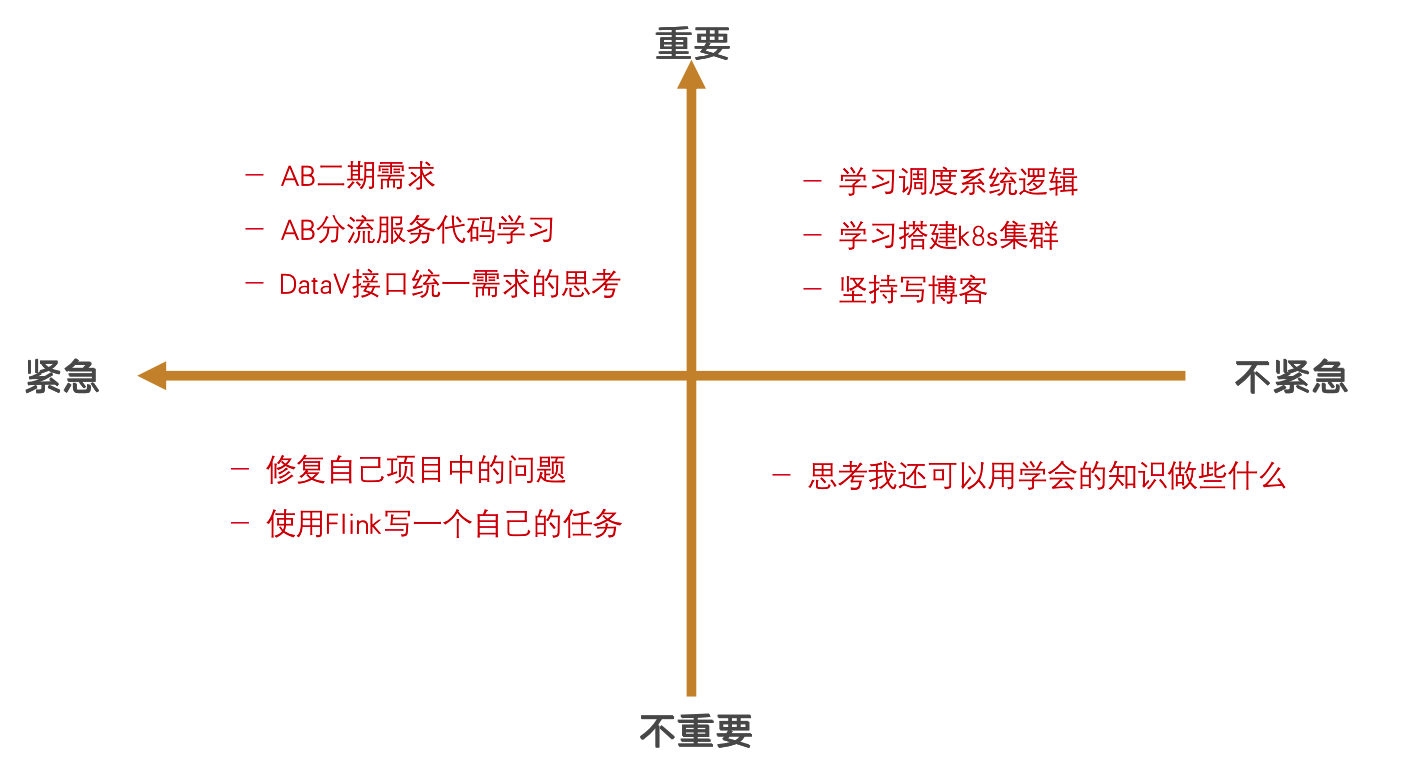 重要
– AB二期需求
– AB分流服务代码学习
– DataV接口统一需求的思考
– 学习调度系统逻辑
– 学习搭建k8s集群
– 坚持写博客
紧急
不紧急
– 修复自己项目中的问题
– 使用Flink写一个自己的任务
– 思考我还可以用学会的知识做些什么
不重要